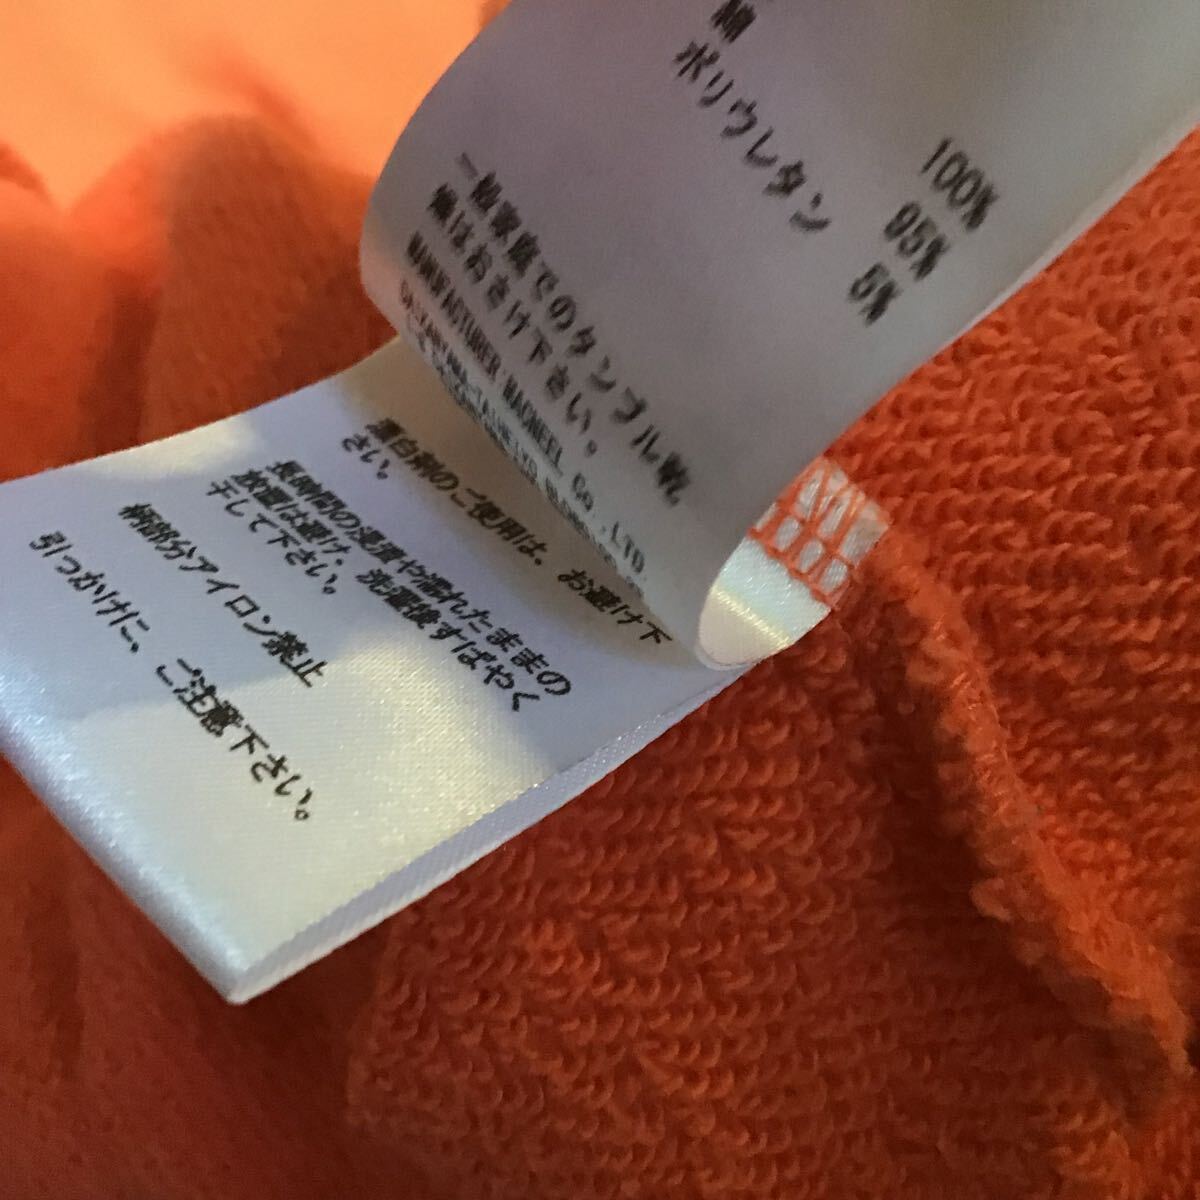 100%
綿 95%
ポリウレタン 5%
一般家庭でのタンブル乾
燥はおさけ下さい。
MANUFACTURER
CO.,LTD.
漂白剤のご使用は、お避け下
さい。
長時間の浸漬や濡れたままの
放置は避け、洗濯後すばやく
干して下さい。
柄部分アイロン禁止
引っかけに、ご注意下さい。